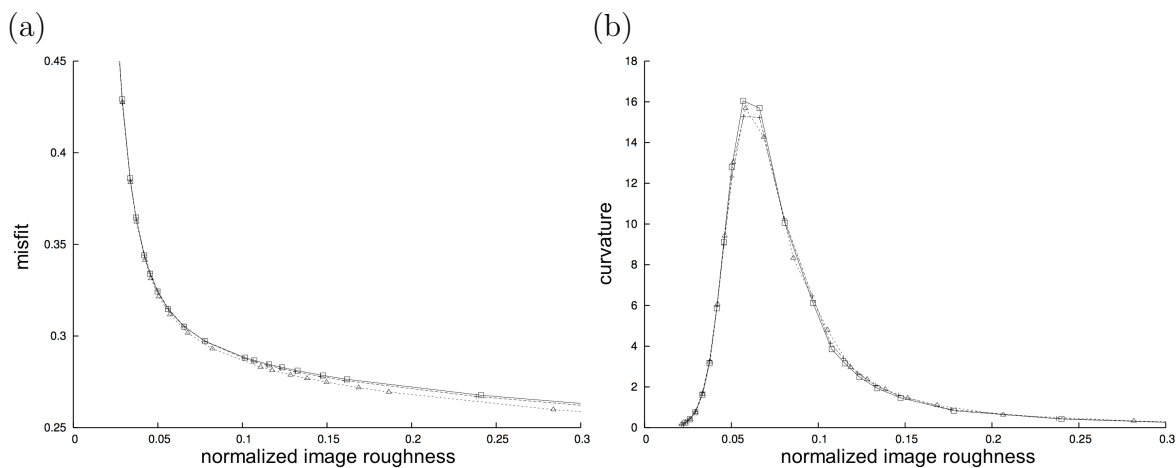 (a)
0.45
0.4
0.35
0.3
0.25
misfit
0 0.05 0.1 0.15 0.2 0.25 0.3
normalized image roughness
(b)
18
16
14
12
10
8
6
4
2
0
curvature
0 0.05 0.1 0.15 0.2 0.25 0.3
normalized image roughness